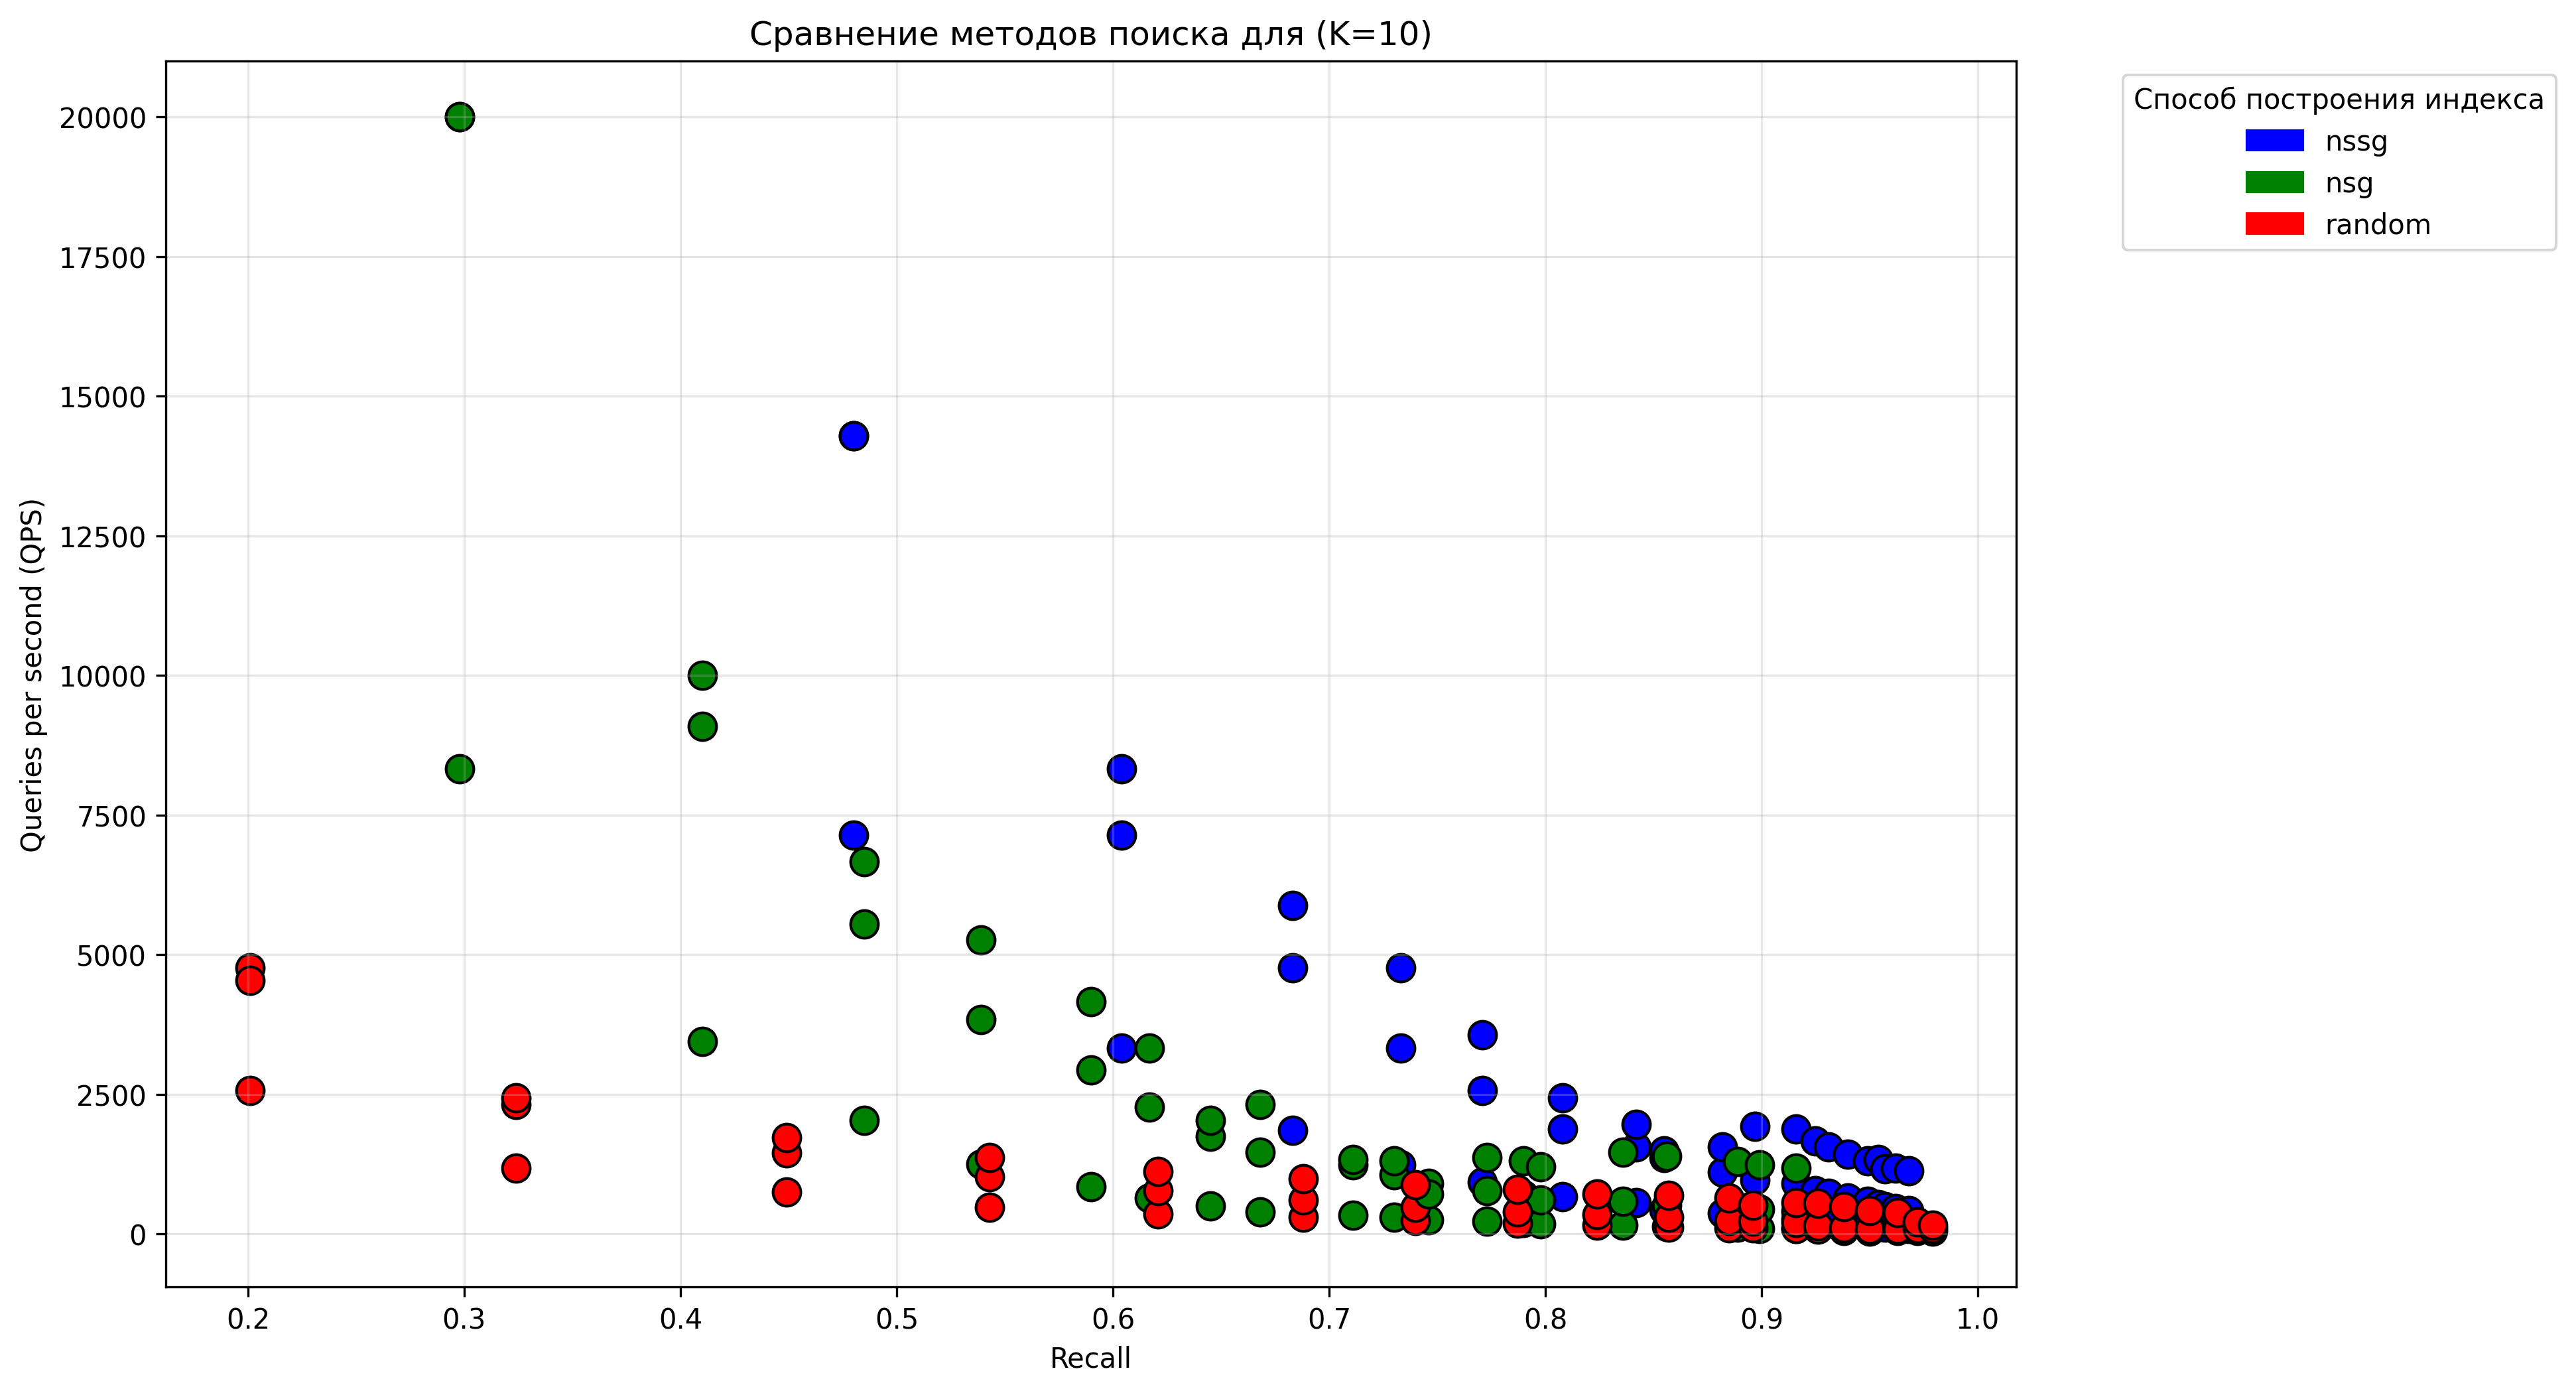 Сравнение методов поиска для (K=10)
Queries per second (QPS)
20000
17500
15000
12500
10000
7500
5000
2500
0
0.2 0.3 0.4 0.5 0.6 0.7 0.8 0.9 1.0
Recall
Способ построения индекса
nssg
nsg
random